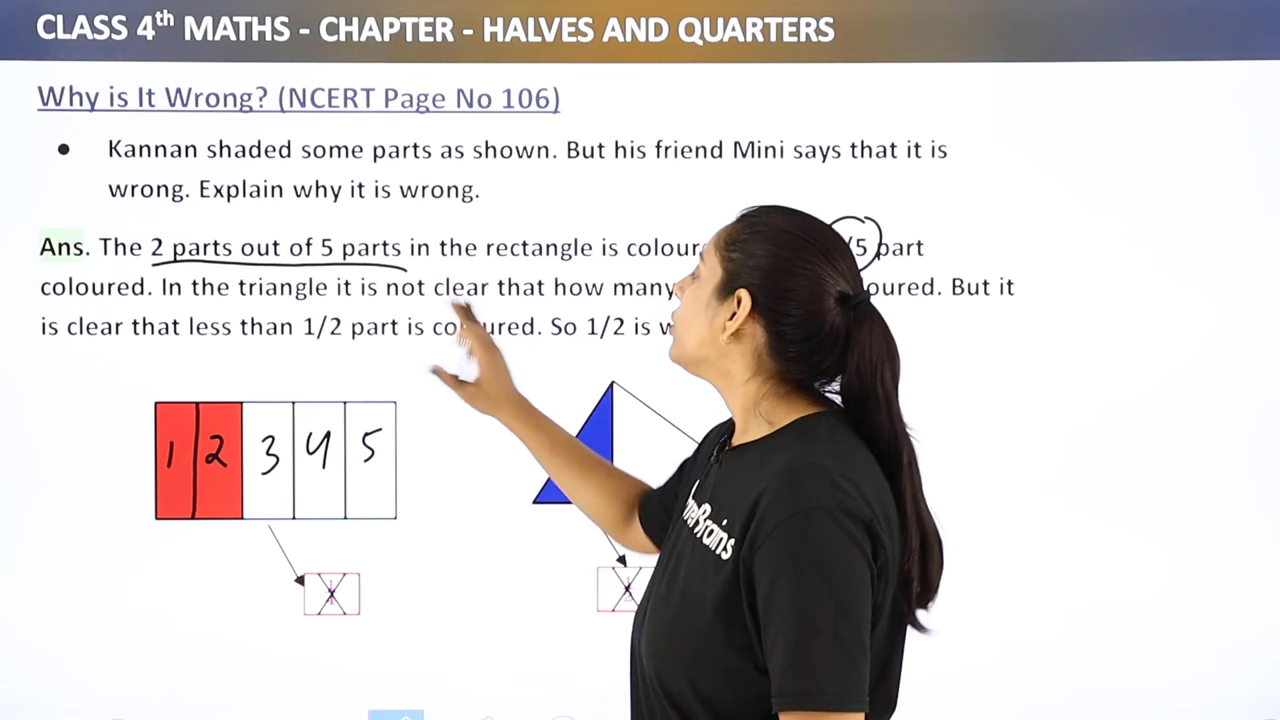 CLASS 4th MATHS - CHAPTER - HALVES AND QUARTERS
Why is It Wrong? (NCERT Page No 106)
• Kannan shaded some parts as shown. But his friend Mini says that it is
wrong. Explain why it is wrong.
Ans. The 2 parts out of 5 parts in the rectangle is /5 part
coloured. In the triangle it is not clear that how many But it
is clear that less than 1/2 part is coloured. So 1/2 is
1 2 3 4 5